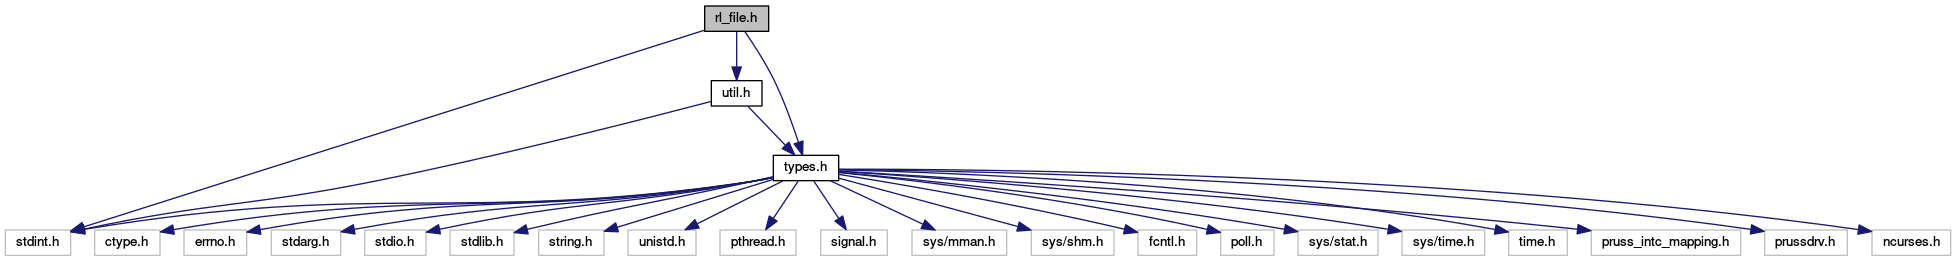 rl_file.h
util.h
types.h
stdint.h
ctype.h
errno.h
stdarg.h
stdio.h
stdlib.h
string.h
unistd.h
pthread.h
signal.h
sys/mman.h
sys/shm.h
fcntl.h
poll.h
sys/stat.h
sys/time.h
time.h
pruss_intc_mapping.h
prussdrv.h
ncurses.h